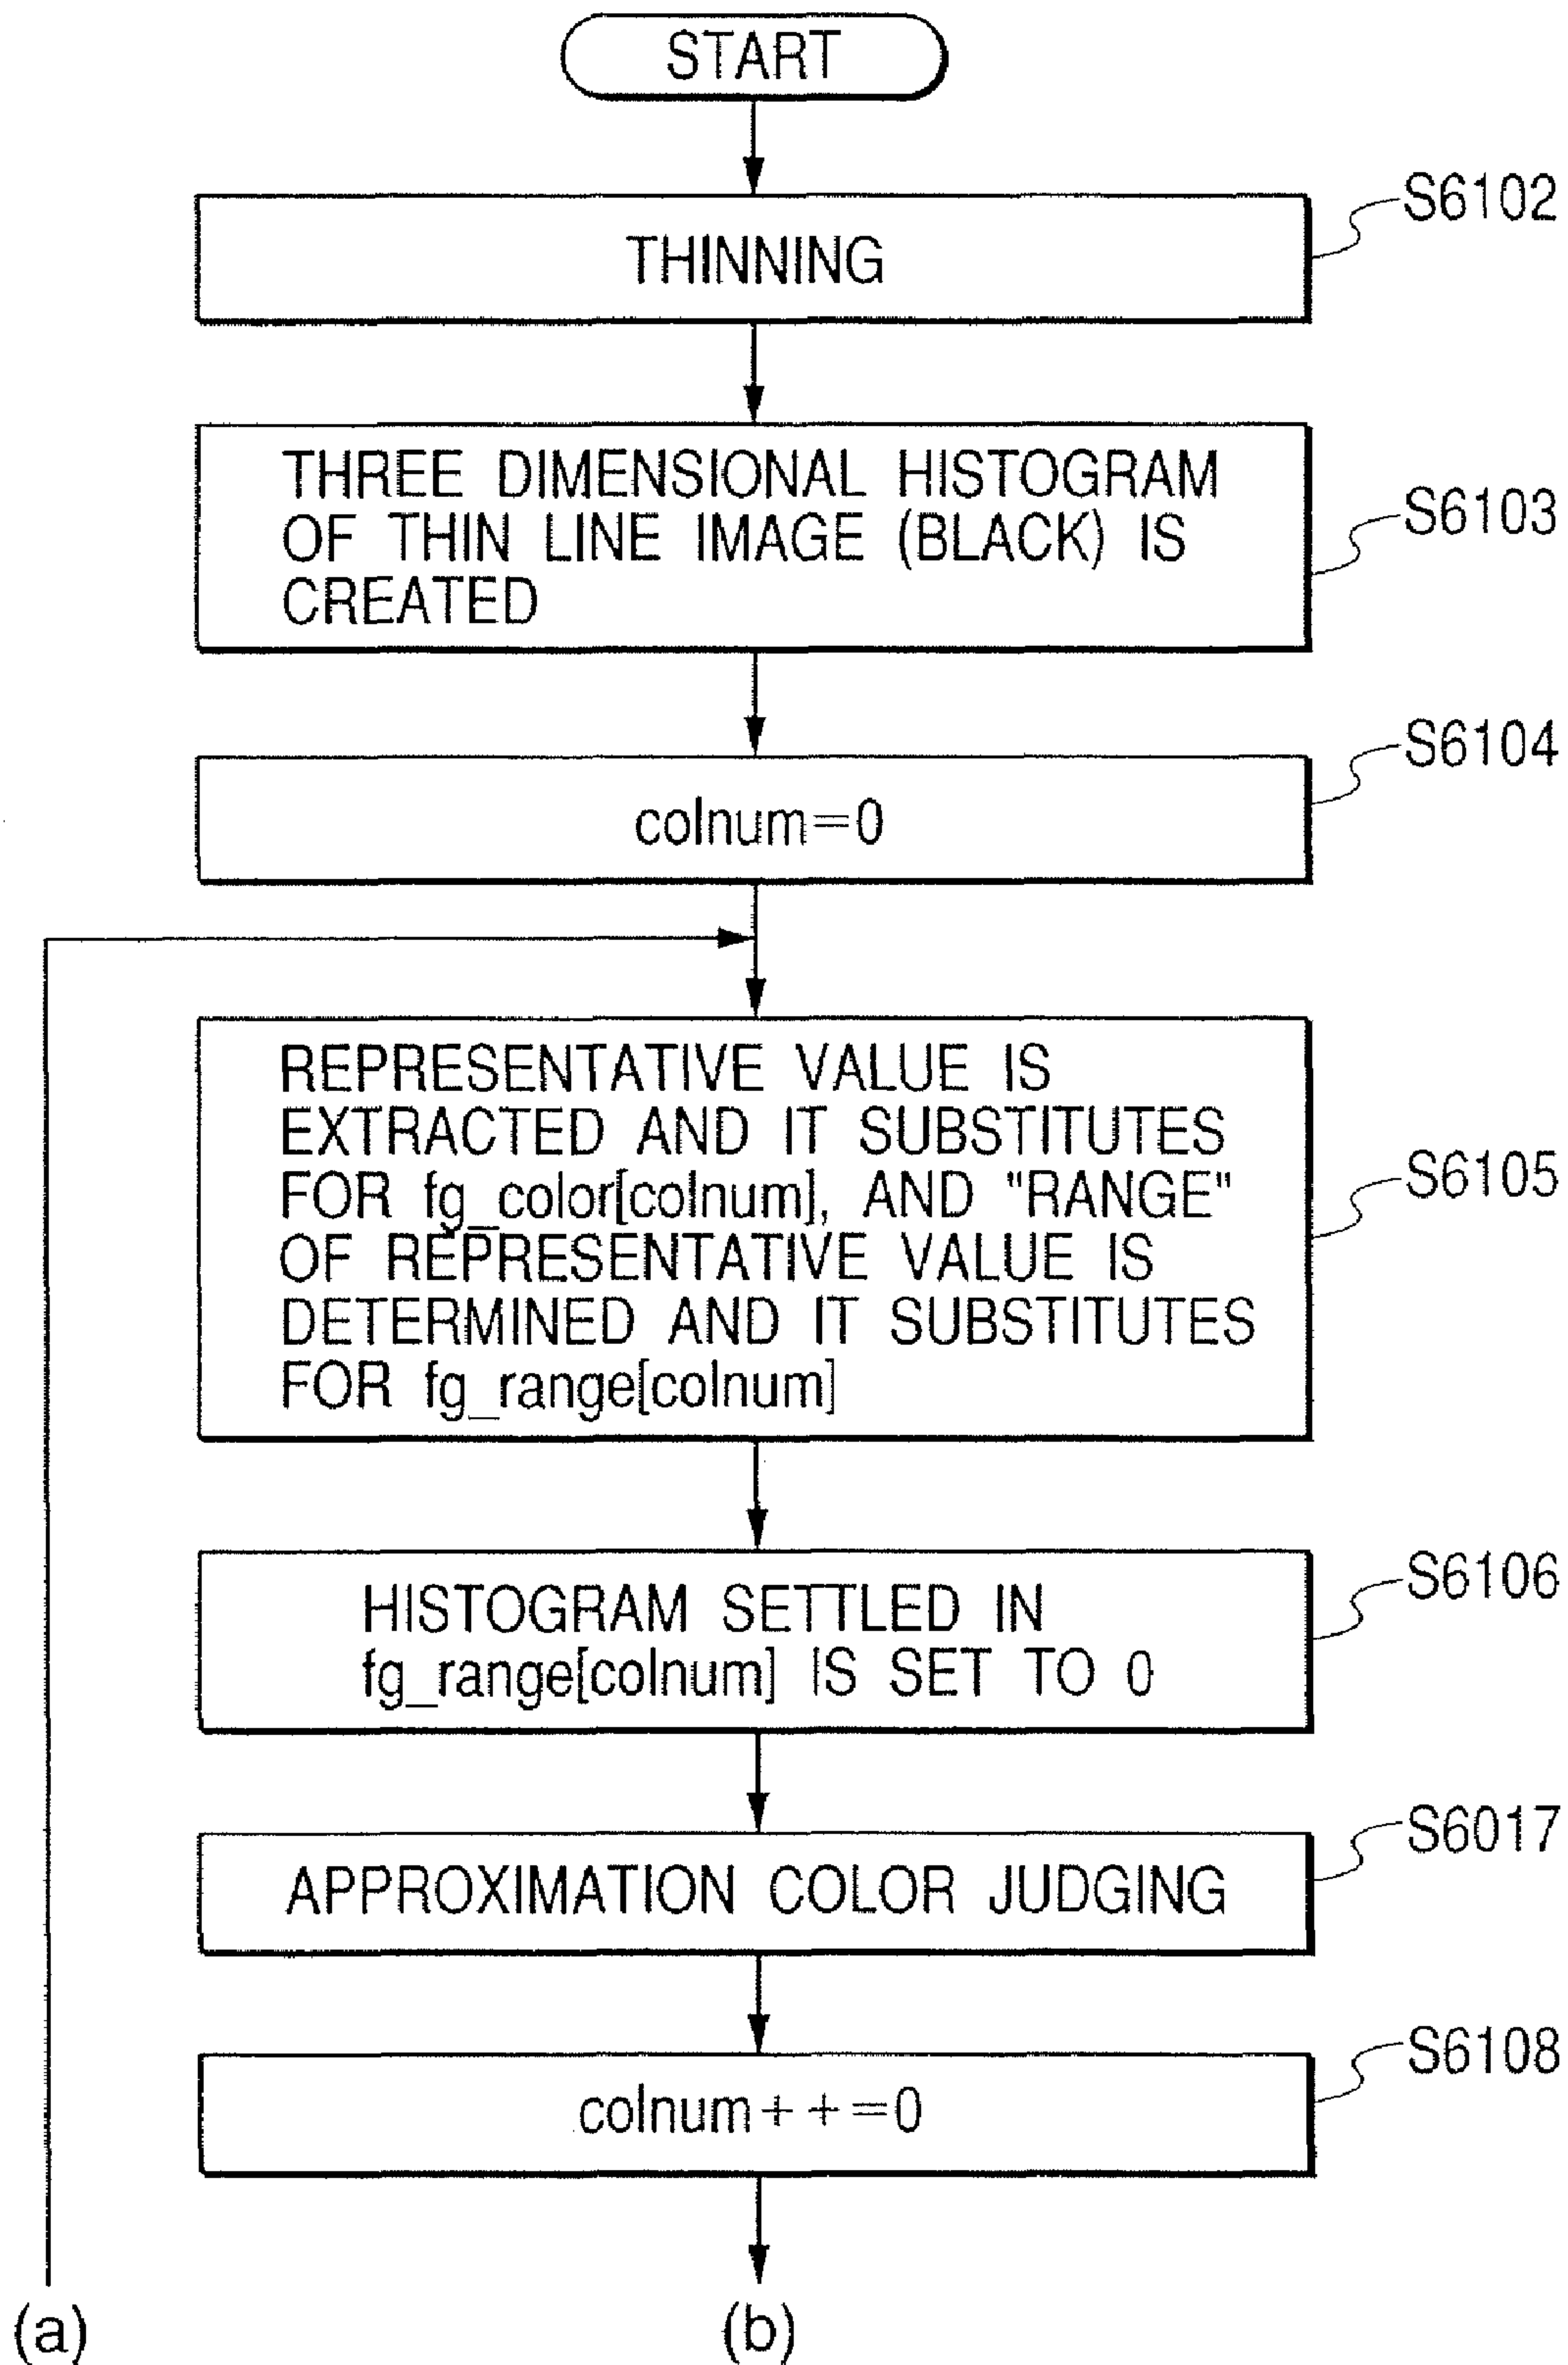 START
S6102
THINNING
THREE DIMENSIONAL HISTOGRAM
OF THIN LINE IMAGE (BLACK) IS
CREATED
S6103
S6104
colnum=0
REPRESENTATIVE VALUE IS
EXTRACTED AND IT SUBSTITUTES
FOR fg_color[colnum], AND "RANGE"
OF REPRESENTATIVE VALUE IS
DETERMINED AND IT SUBSTITUTES
FOR fg_range[colnum]
S6105
HISTOGRAM SETTLED IN
fg_range[colnum] IS SET TO 0
S6106
S6017
APPROXIMATION COLOR JUDGING
S6108
colnum++=0
(a)
(b)